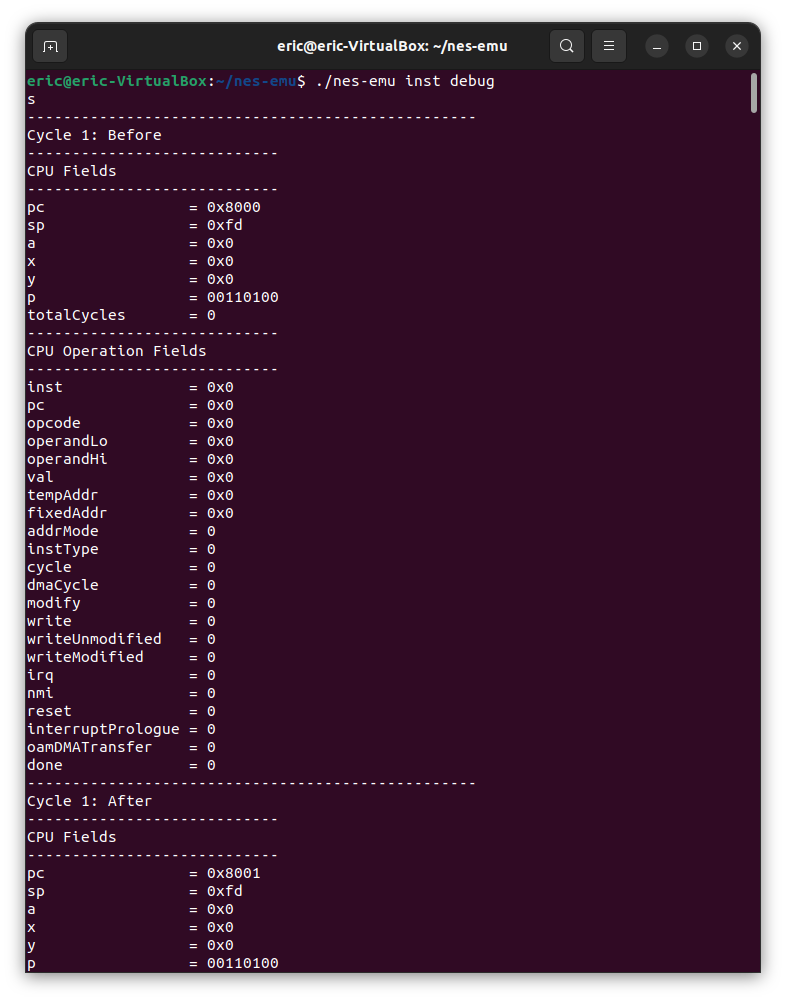 eric@eric-VirtualBox: ~/nes-emu
eric@eric-VirtualBox:~/nes-emu$ ./nes-emu inst debug
s
--------------------------------------------------
Cycle 1: Before
----------------------------
CPU Fields
----------------------------
pc                = 0x8000
sp                = 0xfd
a                 = 0x0
x                 = 0x0
y                 = 0x0
p                 = 00110100
totalCycles       = 0
----------------------------
CPU Operation Fields
----------------------------
inst              = 0x0
pc                = 0x0
opcode            = 0x0
operandLo         = 0x0
operandHi         = 0x0
val               = 0x0
tempAddr          = 0x0
fixedAddr         = 0x0
addrMode          = 0
instType          = 0
cycle             = 0
dmaCycle          = 0
modify            = 0
write             = 0
writeUnmodified   = 0
writeModified     = 0
irq               = 0
nmi               = 0
reset             = 0
interruptPrologue = 0
oamDMATransfer    = 0
done              = 0
--------------------------------------------------
Cycle 1: After
----------------------------
CPU Fields
----------------------------
pc                = 0x8001
sp                = 0xfd
a                 = 0x0
x                 = 0x0
y                 = 0x0
p                 = 00110100